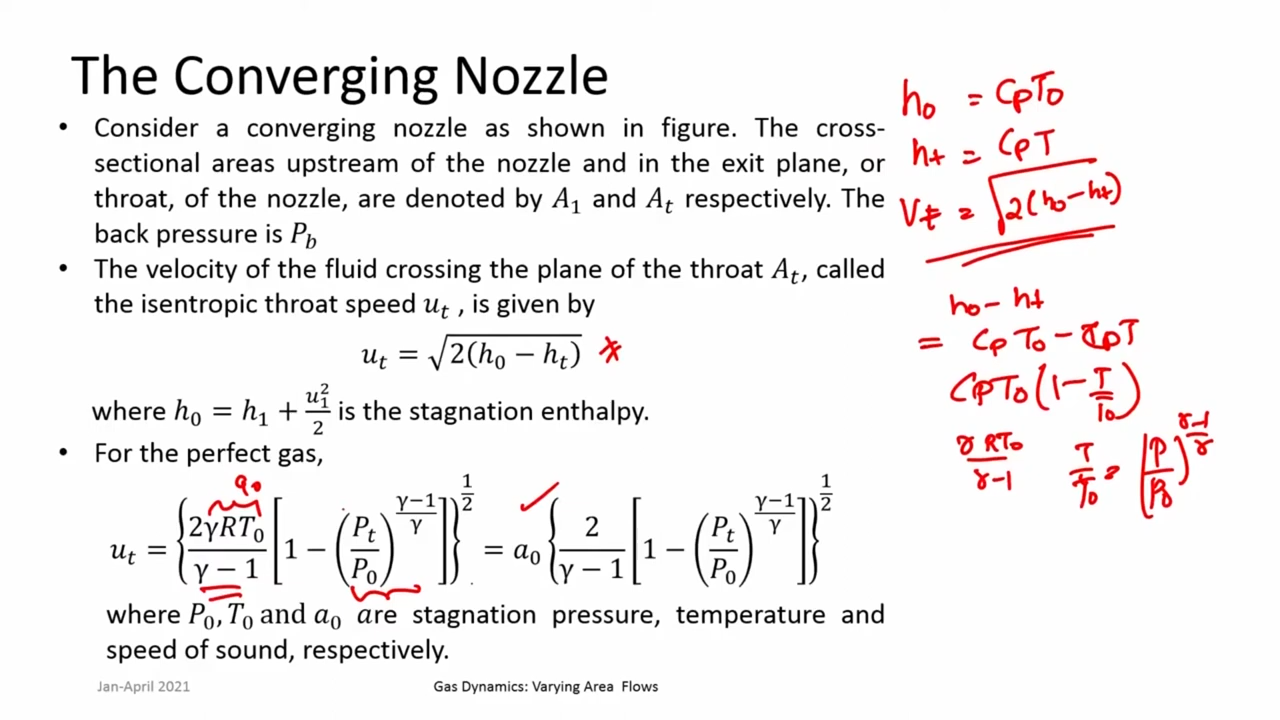 The Converging Nozzle
• Consider a converging nozzle as shown in figure. The cross-
sectional areas upstream of the nozzle and in the exit plane, or
throat, of the nozzle, are denoted by A₁ and Aₜ respectively. The
back pressure is P_b
• The velocity of the fluid crossing the plane of the throat Aₜ, called
the isentropic throat speed uₜ , is given by
uₜ = √(2(h₀ − hₜ)) *
where h₀ = h₁ + u₁²/2 is the stagnation enthalpy.
• For the perfect gas,
a₀
uₜ = {2γRT₀/(γ − 1) [1 − (Pₜ/P₀)^((γ−1)/γ)]}^(1/2) = a₀ {2/(γ − 1) [1 − (Pₜ/P₀)^((γ−1)/γ)]}^(1/2)
where P₀, T₀ and a₀ are stagnation pressure, temperature and
speed of sound, respectively.
h₀ = CpT₀
hₜ = CpT
Vₜ = √(2(h₀ − hₜ))
h₀ − hₜ
= CpT₀ − CpT
CpT₀(1 − T/T₀)
γRT₀/(γ−1) T/T₀ = (P/P₀)^((γ−1)/γ)
Jan-April 2021
Gas Dynamics: Varying Area Flows